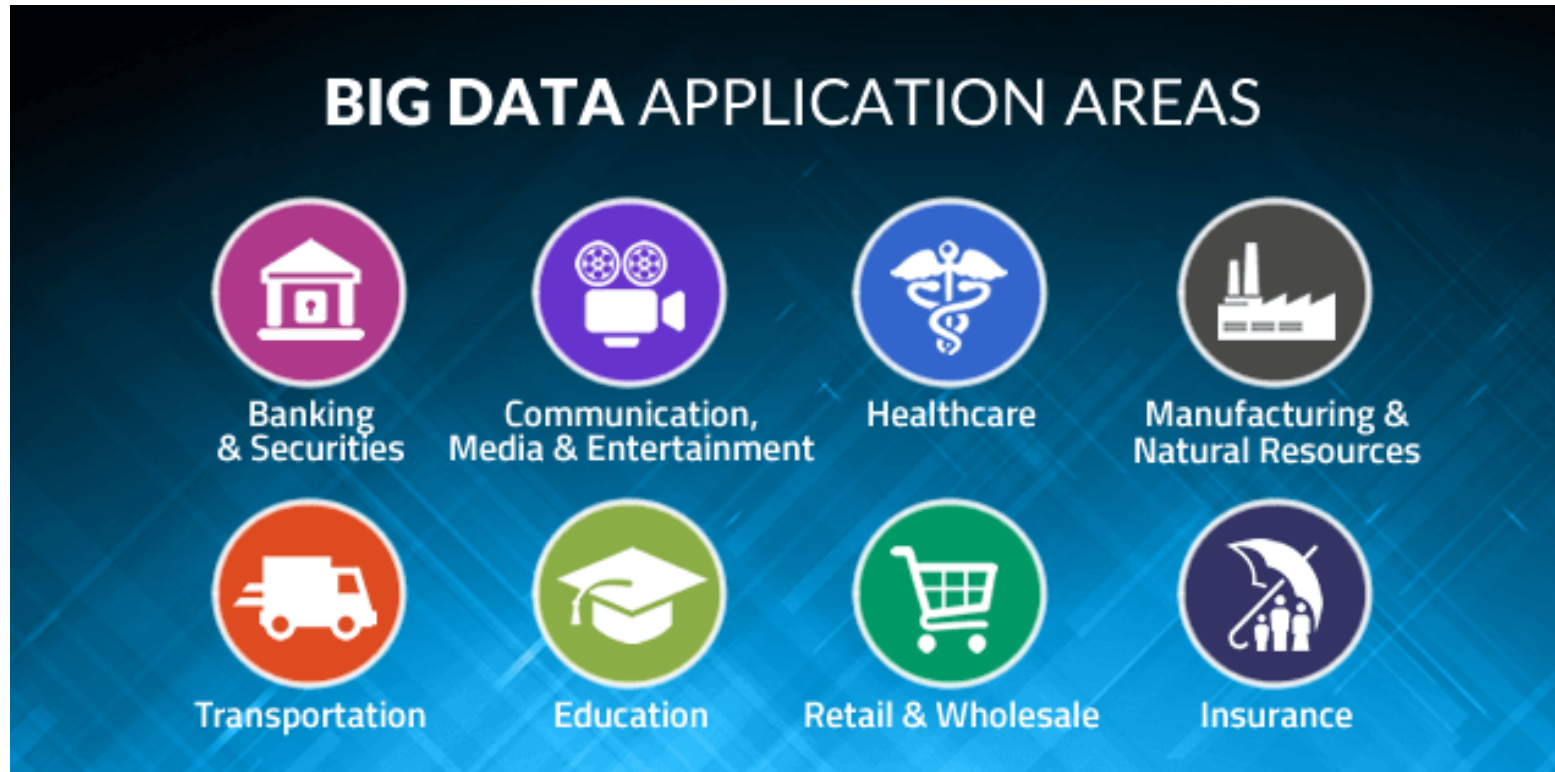 BIG DATA APPLICATION AREAS
Banking
& Securities
Communication,
Media & Entertainment
Healthcare
Manufacturing &
Natural Resources
Transportation
Education
Retail & Wholesale
Insurance